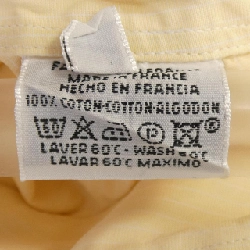 MADE IN FRANCE
HECHO EN FRANCIA
100% COTON-COTTON-ALGODON
LAVER 60°C - WASH 60°C
LAVAR 60°C MAXIMO